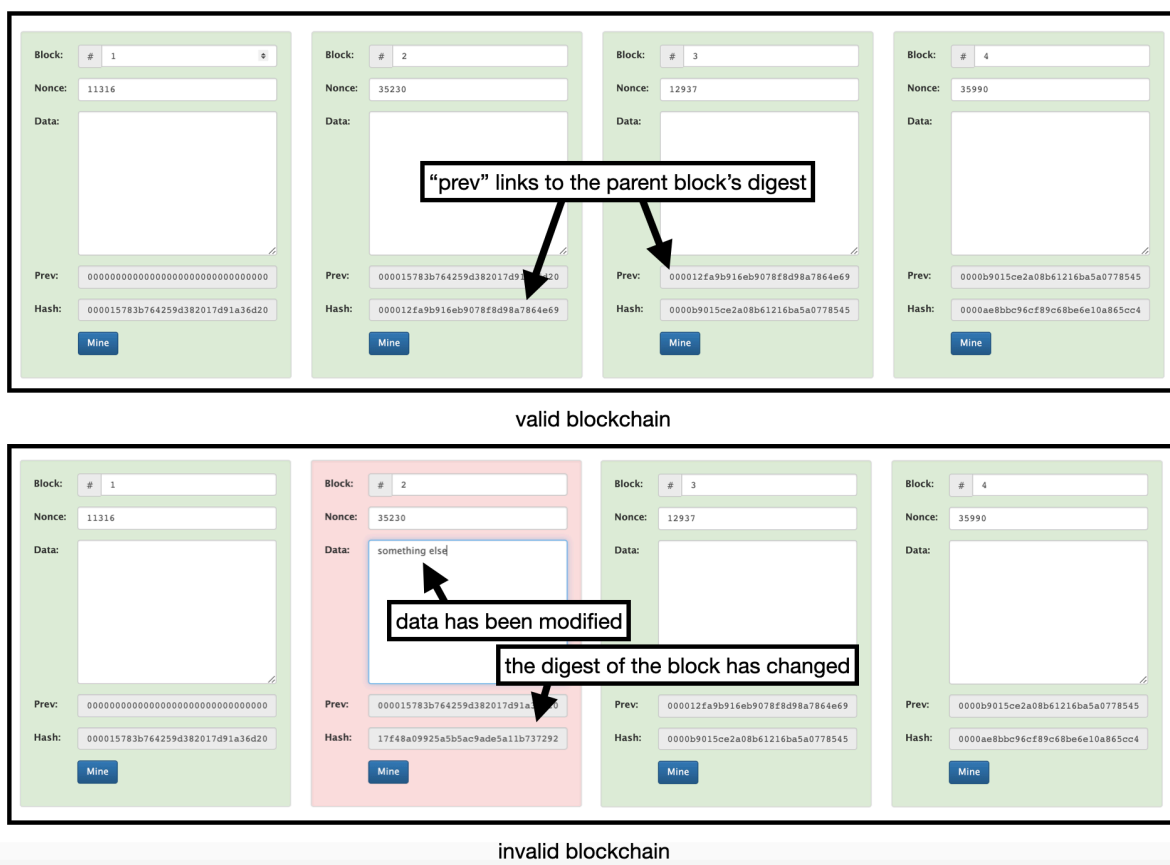 Block: # 1
Nonce: 11316
Data:
Prev: 00000000000000000000000000000000
Hash: 000015783b764259d382017d91a36d20
Mine
Block: # 2
Nonce: 35230
Data:
Prev: 000015783b764259d382017d91 d20
Hash: 000012fa9b916eb9078f8d98a7864e69
Mine
Block: # 3
Nonce: 12937
Data:
Prev: 000012fa9b916eb9078f8d98a7864e69
Hash: 0000b9015ce2a08b61216ba5a0778545
Mine
Block: # 4
Nonce: 35990
Data:
Prev: 0000b9015ce2a08b61216ba5a0778545
Hash: 0000ae8bbc96cf89c68be6e10a865cc4
Mine
“prev” links to the parent block’s digest
valid blockchain
Block: # 1
Nonce: 11316
Data:
Prev: 00000000000000000000000000000000
Hash: 000015783b764259d382017d91a36d20
Mine
Block: # 2
Nonce: 35230
Data: something else
data has been modified
the digest of the block has changed
Prev: 000015783b764259d382017d91a36d20
Hash: 17f48a09925a5b5ac9ade5a11b737292
Mine
Block: # 3
Nonce: 12937
Data:
Prev: 000012fa9b916eb9078f8d98a7864e69
Hash: 0000b9015ce2a08b61216ba5a0778545
Mine
Block: # 4
Nonce: 35990
Data:
Prev: 0000b9015ce2a08b61216ba5a0778545
Hash: 0000ae8bbc96cf89c68be6e10a865cc4
Mine
invalid blockchain